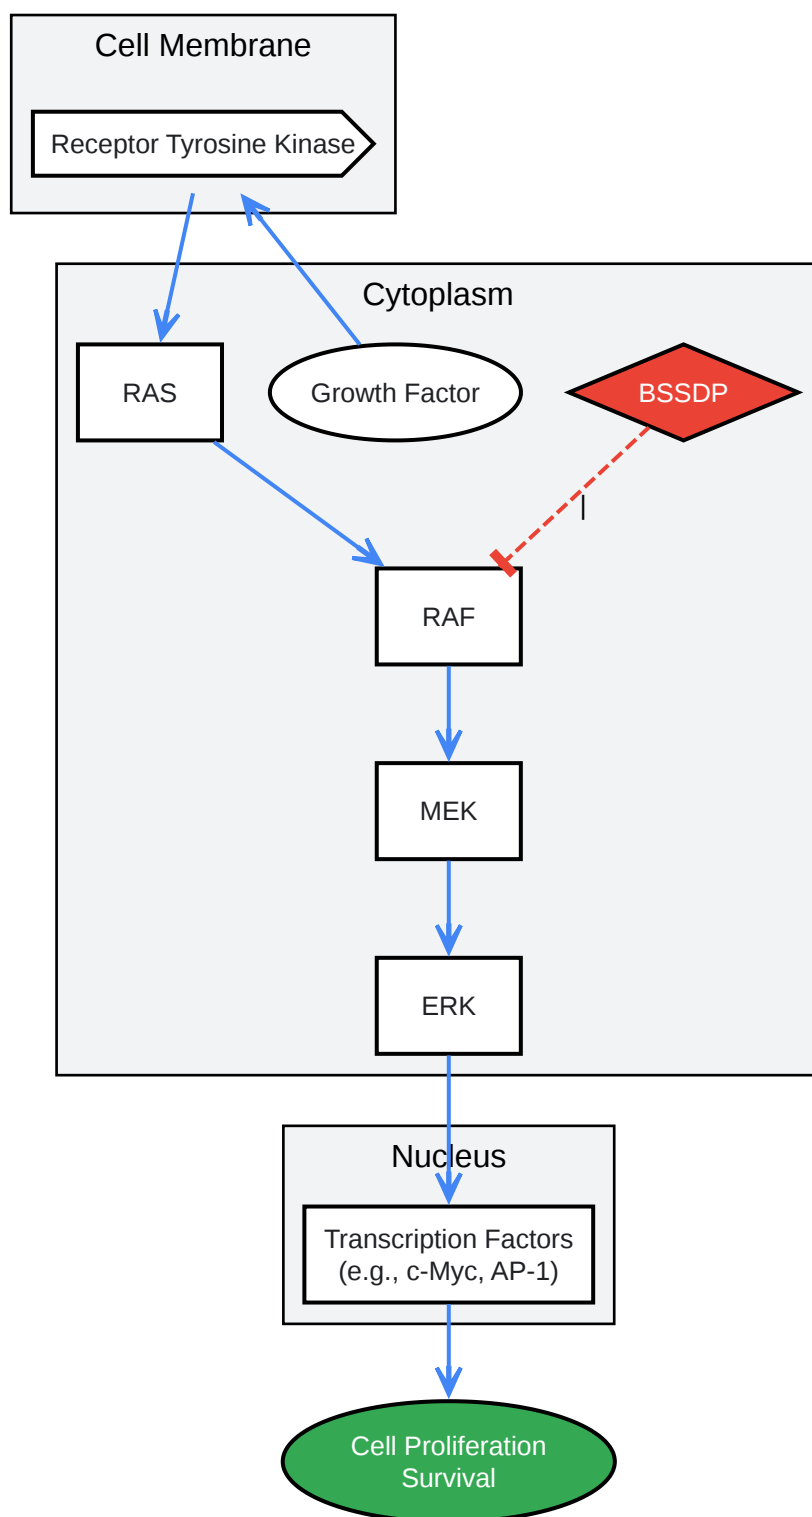 Cell Membrane
Receptor Tyrosine Kinase
Cytoplasm
RAS
Growth Factor
BSSDP
|
RAF
MEK
ERK
Nucleus
Transcription Factors
(e.g., c-Myc, AP-1)
Cell Proliferation
Survival